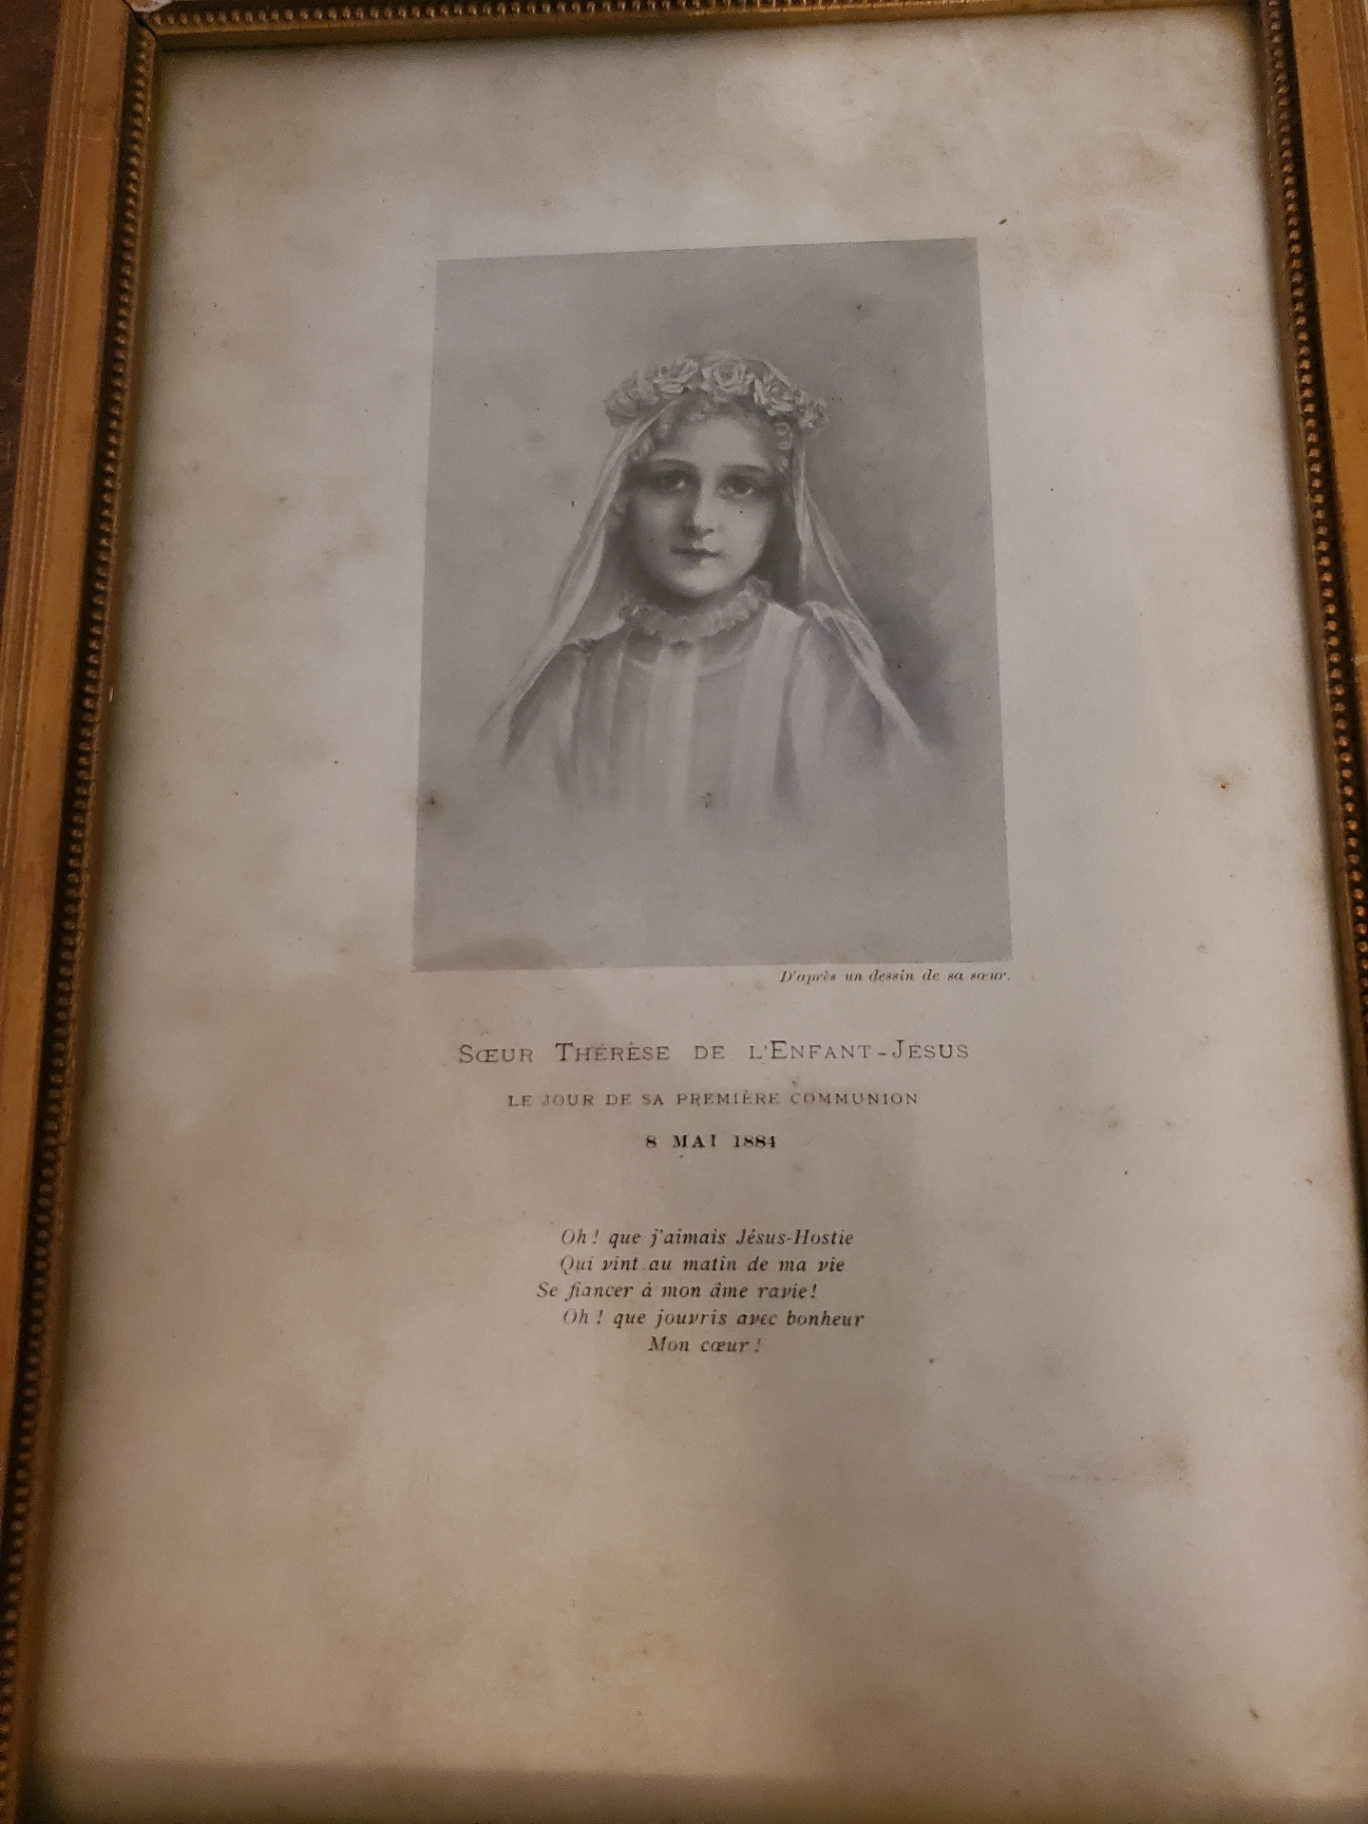 D'après un dessin de sa sœur.
SŒUR THÉRÈSE DE L'ENFANT-JÉSUS
LE JOUR DE SA PREMIÈRE COMMUNION
8 MAI 1884
Oh ! que j'aimais Jésus-Hostie
Qui vint au matin de ma vie
Se fiancer à mon âme ravie !
Oh ! que jouvris avec bonheur
Mon cœur !